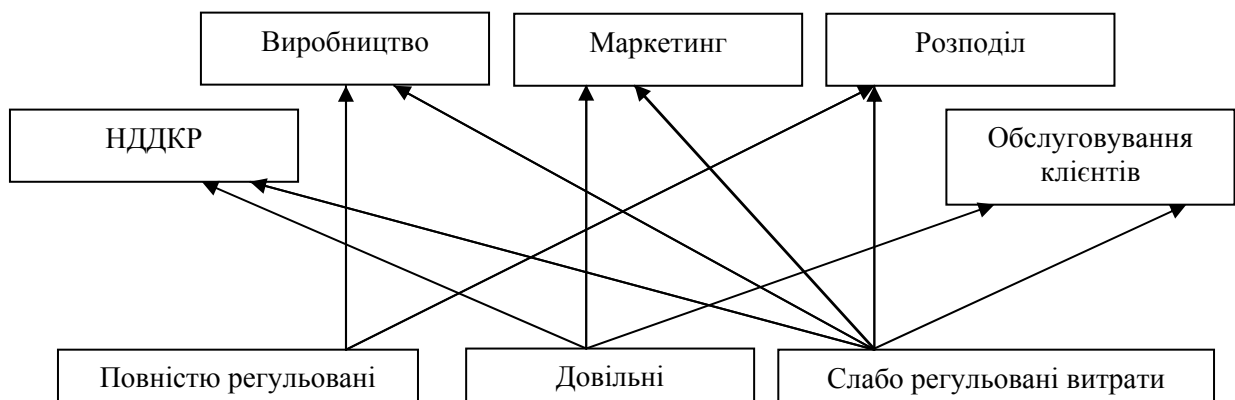 Виробництво
Маркетинг
Розподіл
НДДКР
Обслуговування
клієнтів
Повністю регульовані
Довільні
Слабо регульовані витрати